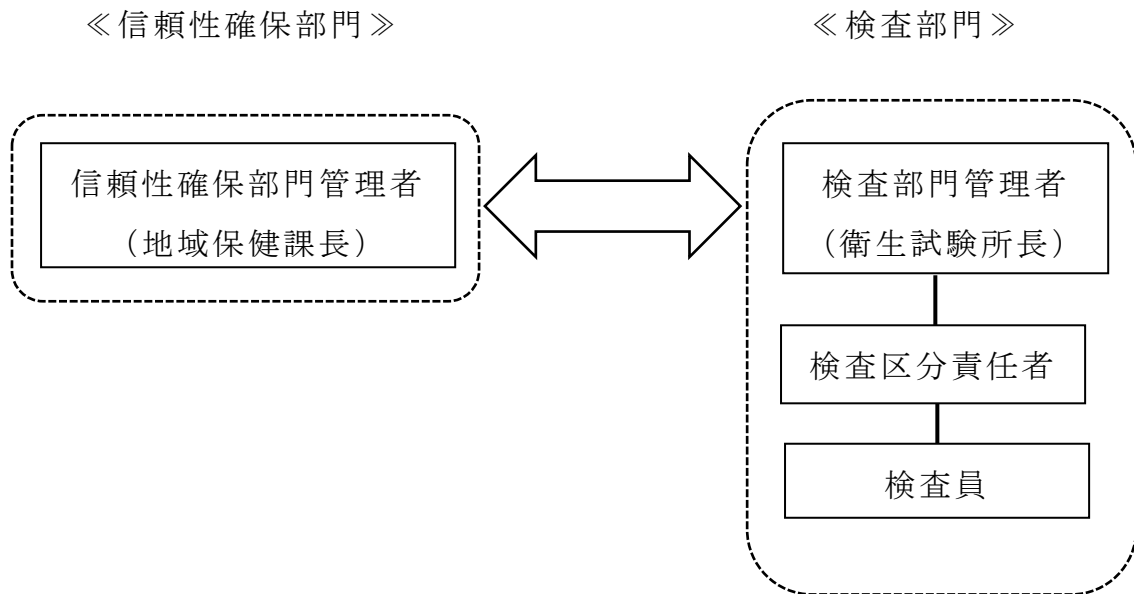 ≪信頼性確保部門≫
≪検査部門≫
信頼性確保部門管理者
（地域保健課長）
検査部門管理者
（衛生試験所長）
検査区分責任者
検査員